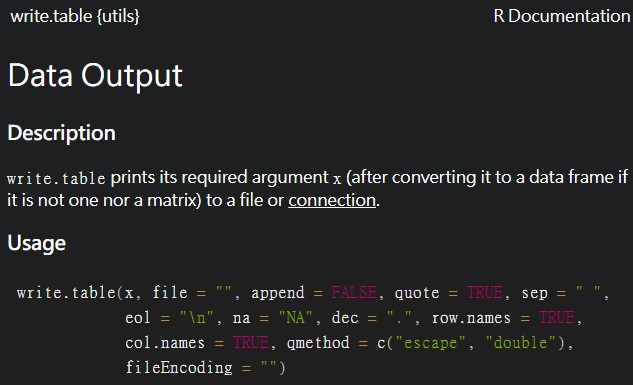 write.table {utils} R Documentation
Data Output
Description
write.table prints its required argument x (after converting it to a data frame if
it is not one nor a matrix) to a file or connection.
Usage
write.table(x, file = "", append = FALSE, quote = TRUE, sep = " ",
            eol = "\n", na = "NA", dec = ".", row.names = TRUE,
            col.names = TRUE, qmethod = c("escape", "double"),
            fileEncoding = "")